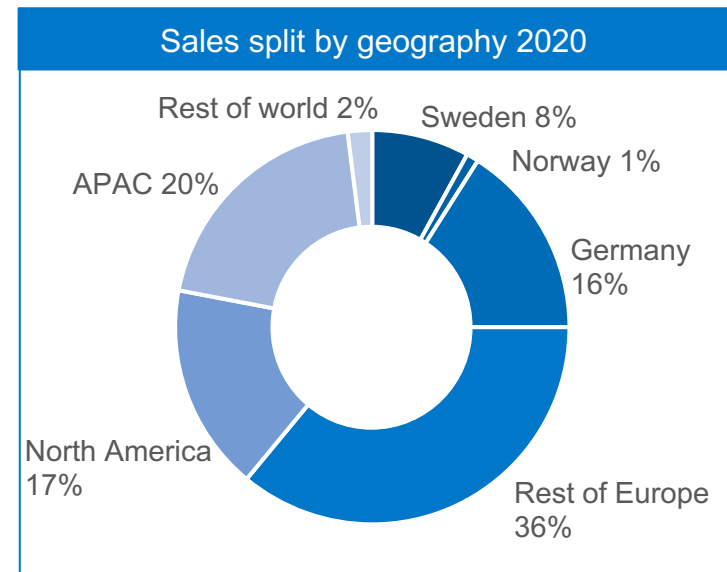 Sales split by geography 2020
Rest of world 2%
Sweden 8%
Norway 1%
APAC 20%
Germany
16%
North America
17%
Rest of Europe
36%